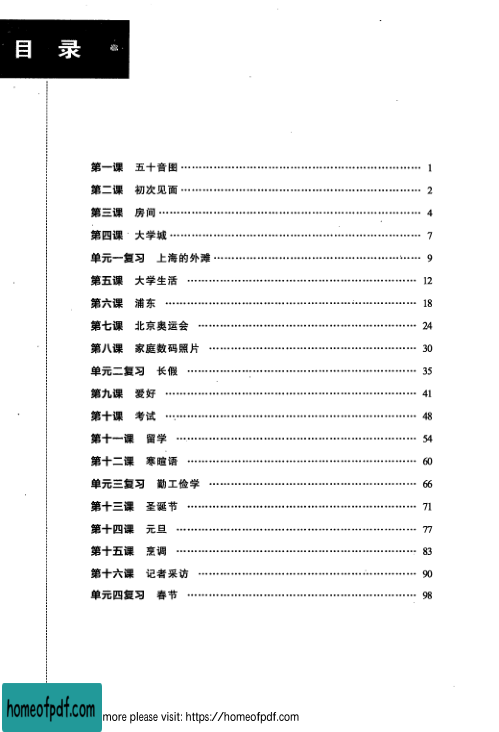 目 录
第一课 五十音图 1
第二课 初次见面 2
第三课 房间 4
第四课 大学城 7
单元一复习 上海的外滩 9
第五课 大学生活 12
第六课 浦东 18
第七课 北京奥运会 24
第八课 家庭数码照片 30
单元二复习 长假 35
第九课 爱好 41
第十课 考试 48
第十一课 留学 54
第十二课 寒暄语 60
单元三复习 勤工俭学 66
第十三课 圣诞节 71
第十四课 元旦 77
第十五课 烹调 83
第十六课 记者采访 90
单元四复习 春节 98
homeofpdf.com
more please visit: https://homeofpdf.com